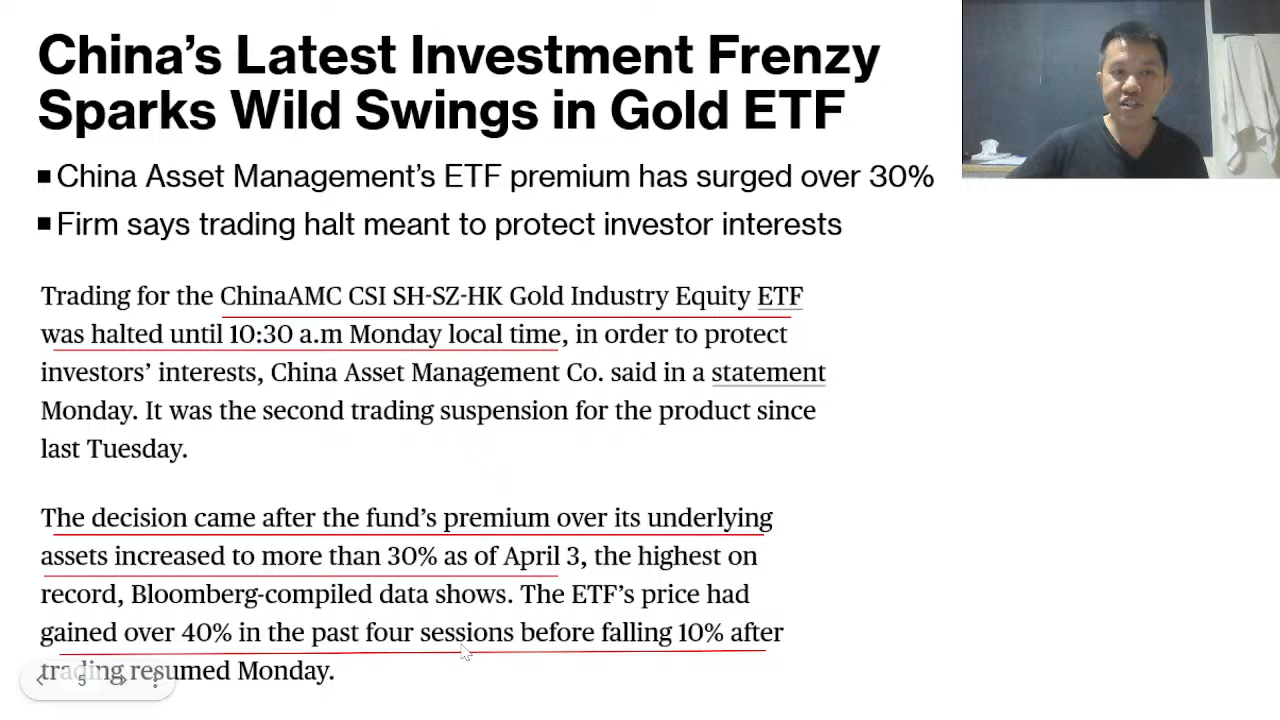 China's Latest Investment Frenzy
Sparks Wild Swings in Gold ETF
China Asset Management's ETF premium has surged over 30%
Firm says trading halt meant to protect investor interests
Trading for the ChinaAMC CSI SH-SZ-HK Gold Industry Equity ETF
was halted until 10:30 a.m Monday local time, in order to protect
investors' interests, China Asset Management Co. said in a statement
Monday. It was the second trading suspension for the product since
last Tuesday.
The decision came after the fund's premium over its underlying
assets increased to more than 30% as of April 3, the highest on
record, Bloomberg-compiled data shows. The ETF's price had
gained over 40% in the past four sessions before falling 10% after
trading resumed Monday.
5